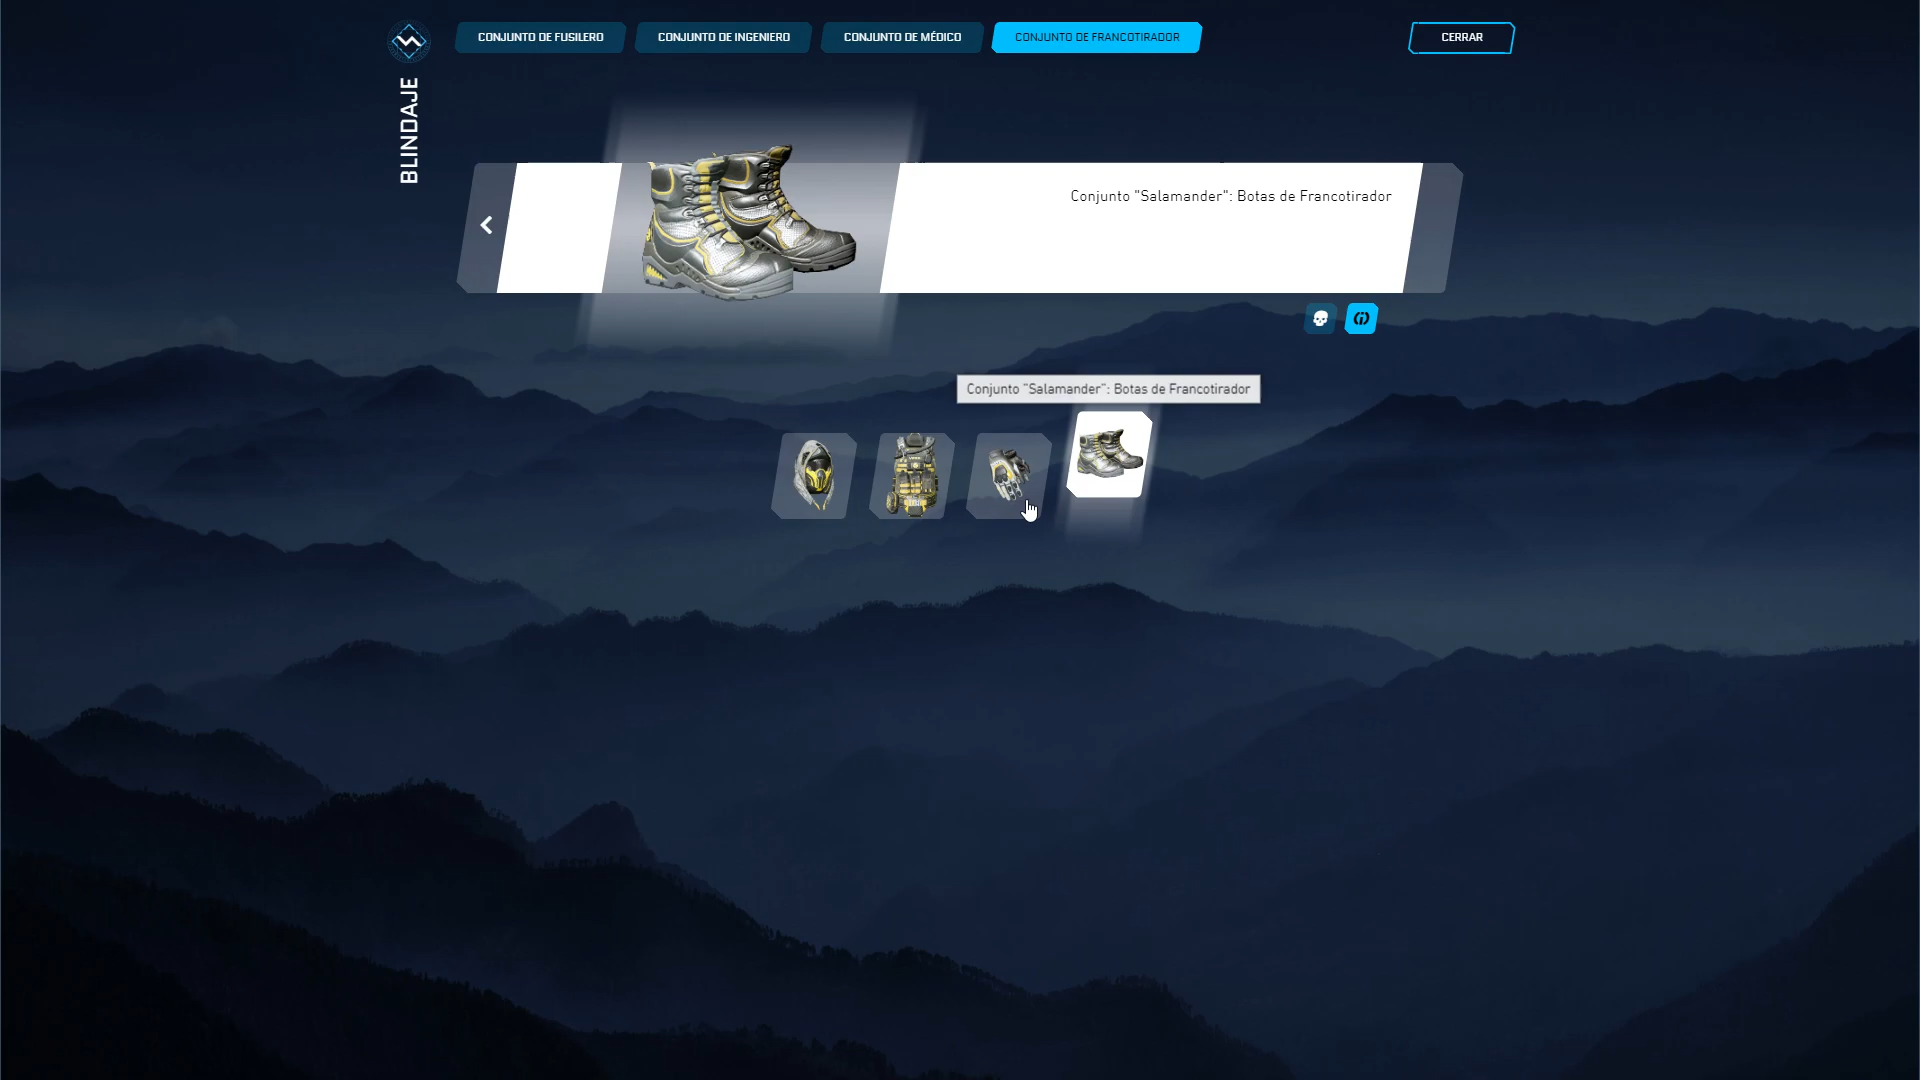 CONJUNTO DE FUSILERO
CONJUNTO DE INGENIERO
CONJUNTO DE MÉDICO
CONJUNTO DE FRANCOTIRADOR
CERRAR
BLINDAJE
Conjunto "Salamander": Botas de Francotirador
Conjunto "Salamander": Botas de Francotirador